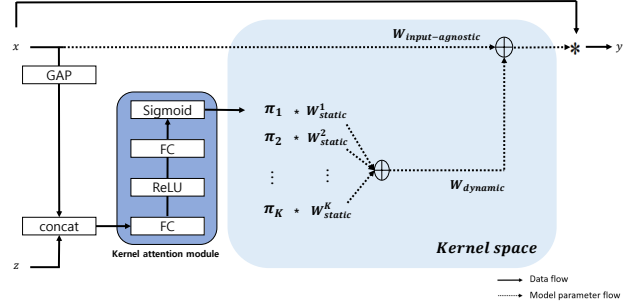 W_input-agnostic
x
*
y
GAP
Sigmoid
π_1 * W^1_static
FC
π_2 * W^2_static
ReLU
⋮ ⋮
W_dynamic
concat
FC
π_K * W^K_static
Kernel attention module
Kernel space
z
Data flow
Model parameter flow